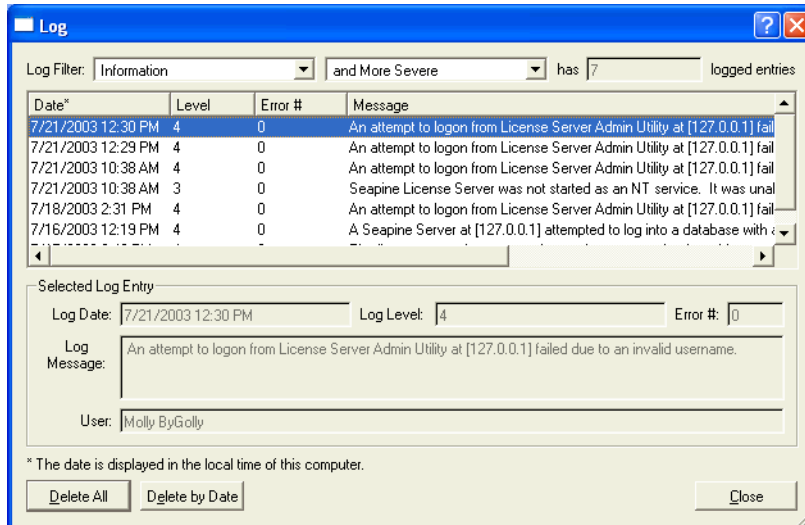 Log
Log Filter: Information and More Severe has 7 logged entries
Date* Level Error # Message
7/21/2003 12:30 PM 4 0 An attempt to logon from License Server Admin Utility at [127.0.0.1] fail
7/21/2003 12:29 PM 4 0 An attempt to logon from License Server Admin Utility at [127.0.0.1] fail
7/21/2003 10:38 AM 4 0 An attempt to logon from License Server Admin Utility at [127.0.0.1] fail
7/21/2003 10:38 AM 3 0 Seapine License Server was not started as an NT service. It was unal
7/18/2003 2:31 PM 4 0 An attempt to logon from License Server Admin Utility at [127.0.0.1] fail
7/16/2003 12:19 PM 4 0 A Seapine Server at [127.0.0.1] attempted to log into a database with a
Selected Log Entry
Log Date: 7/21/2003 12:30 PM Log Level: 4 Error #: 0
Log Message: An attempt to logon from License Server Admin Utility at [127.0.0.1] failed due to an invalid username.
User: Molly ByGolly
* The date is displayed in the local time of this computer.
Delete All Delete by Date Close